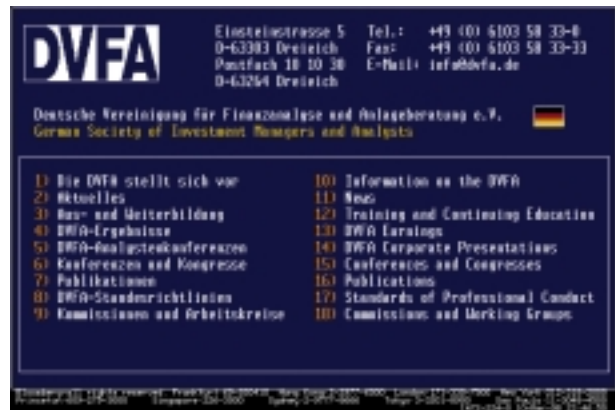 DVFA
Einsteinstrasse 5 Tel.: +49 (0) 6103 58 33-0
D-63303 Dreieich Fax: +49 (0) 6103 58 33-33
Postfach 10 10 30 E-Mail: info@dvfa.de
D-63264 Dreieich
Deutsche Vereinigung für Finanzanalyse und Anlageberatung e.V.
German Society of Investment Managers and Analysts
1) Die DVFA stellt sich vor
2) Aktuelles
3) Aus- und Weiterbildung
4) DVFA-Ergebnisse
5) DVFA-Analystenkonferenzen
6) Konferenzen und Kongresse
7) Publikationen
8) DVFA-Standesrichtlinien
9) Kommissionen und Arbeitskreise
10) Information on the DVFA
11) News
12) Training and Continuing Education
13) DVFA Earnings
14) DVFA Corporate Presentations
15) Conferences and Congresses
16) Publications
17) Standards of Professional Conduct
18) Commissions and Working Groups